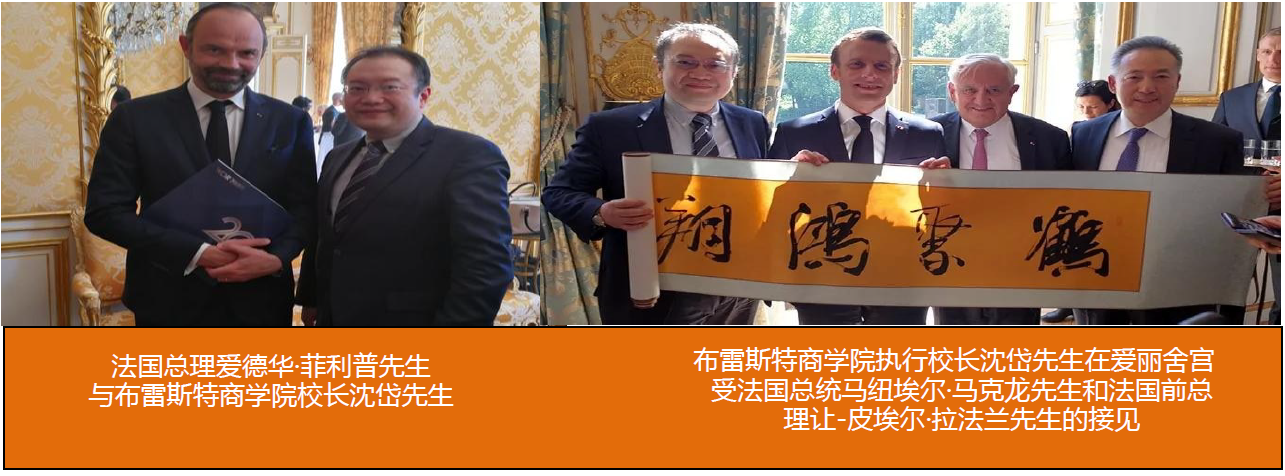 鶴聚鴻翔
法国总理爱德华·菲利普先生
与布雷斯特商学院校长沈岱先生
布雷斯特商学院执行校长沈岱先生在爱丽舍宫
受法国总统马纽埃尔·马克龙先生和法国前总
理让-皮埃尔·拉法兰先生的接见